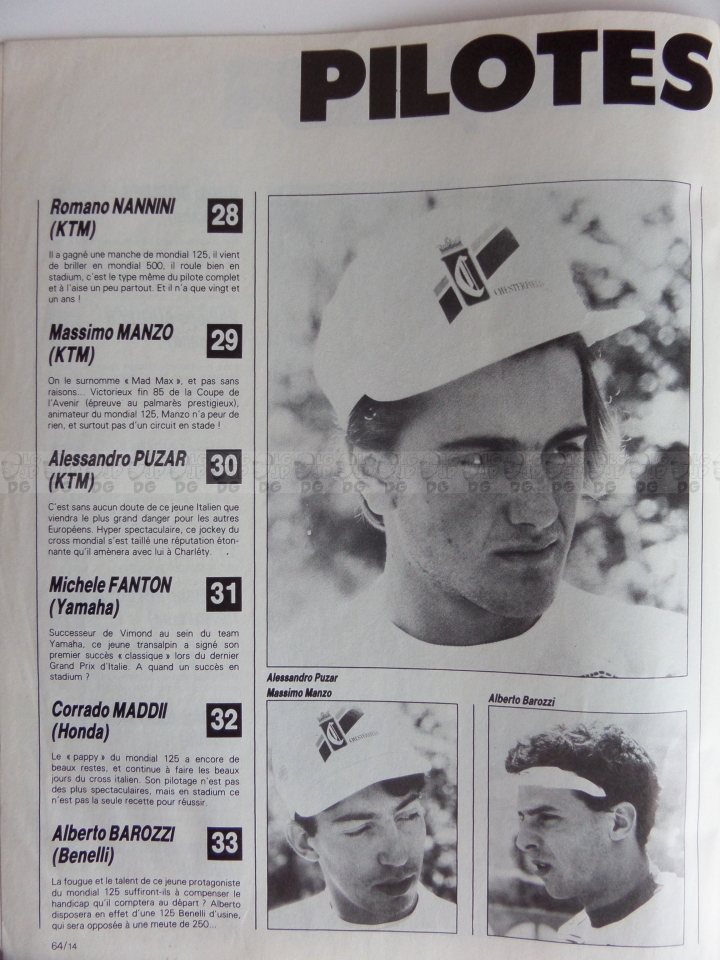 PILOTES
Romano NANNINI
(KTM)
28
Il a gagné une manche de mondial 125, il vient
de briller en mondial 500, il roule bien en
stadium, c'est le type même du pilote complet
et à l'aise un peu partout. Et il n'a que vingt et
un ans !
Massimo MANZO
(KTM)
29
On le surnomme « Mad Max », et pas sans
raisons... Victorieux fin 85 de la Coupe de
l'Avenir (épreuve au palmarès prestigieux),
animateur du mondial 125, Manzo n'a peur de
rien, et surtout pas d'un circuit en stade !
Alessandro PUZAR
(KTM)
30
C'est sans aucun doute de ce jeune Italien que
viendra le plus grand danger pour les autres
Européens. Hyper spectaculaire, ce jockey du
cross mondial s'est taillé une réputation éton-
nante qu'il amènera avec lui à Charléty.
Michele FANTON
(Yamaha)
31
Successeur de Vimond au sein du team
Yamaha, ce jeune transalpin a signé son
premier succès « classique » lors du dernier
Grand Prix d'Italie. A quand un succès en
stadium ?
Corrado MADDII
(Honda)
32
Le « pappy » du mondial 125 a encore de
beaux restes, et continue à faire les beaux
jours du cross italien. Son pilotage n'est pas
des plus spectaculaires, mais en stadium ce
n'est pas la seule recette pour réussir.
Alberto BAROZZI
(Benelli)
33
La fougue et le talent de ce jeune protagoniste
du mondial 125 suffiront-ils à compenser le
handicap qu'il comptera au départ ? Alberto
disposera en effet d'une 125 Benelli d'usine,
qui sera opposée à une meute de 250...
64/14
C
CHESTERFIELD
Alessandro Puzar
Massimo Manzo
Alberto Barozzi
C
CHESTERFIELD